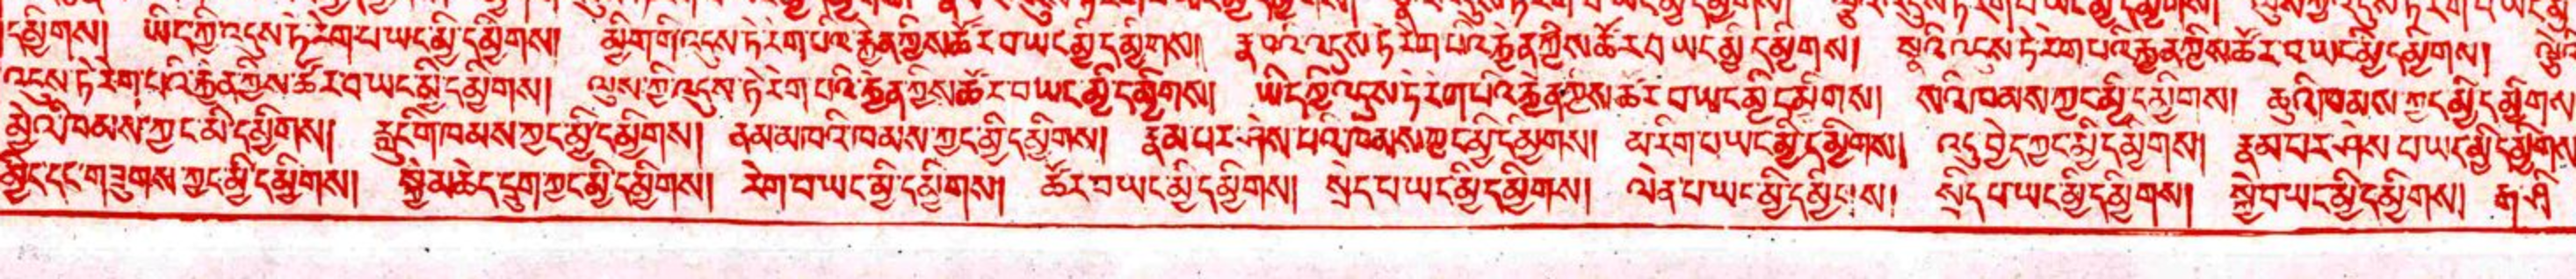 དམྱིགས། ཡིད་ཀྱི་འདུས་ཏེ་རེག་པ་ཡང་མྱི་དམྱིགས། མྱིག་གི་འདུས་ཏེ་རེག་པའི་རྐྱེན་ཀྱིས་ཚོར་བ་ཡང་མྱི་དམྱིགས། རྣ་བའི་འདུས་ཏེ་རེག་པའི་རྐྱེན་ཀྱིས་ཚོར་བ་ཡང་མྱི་དམྱིགས། སྣའི་འདུས་ཏེ་རེག་པའི་རྐྱེན་ཀྱིས་ཚོར་བ་ཡང་མྱི་དམྱིགས། ལྕེའི
འདུས་ཏེ་རེག་པའི་རྐྱེན་ཀྱིས་ཚོར་བ་ཡང་མྱི་དམྱིགས། ལུས་ཀྱི་འདུས་ཏེ་རེག་པའི་རྐྱེན་ཀྱིས་ཚོར་བ་ཡང་མྱི་དམྱིགས། ཡིད་ཀྱི་འདུས་ཏེ་རེག་པའི་རྐྱེན་ཀྱིས་ཚོར་བ་ཡང་མྱི་དམྱིགས། སའི་ཁམས་ཀྱང་མྱི་དམྱིགས། ཆུའི་ཁམས་ཀྱང་མྱི་དམྱིགས
མྱེའི་ཁམས་ཀྱང་མི་དམྱིགས། རླུང་གི་ཁམས་ཀྱང་མྱི་དམྱིགས། ནམ་མཁའི་ཁམས་ཀྱང་མྱི་དམྱིགས། རྣམ་པར་ཤེས་པའི་ཁམས་ཀྱང་མྱི་དམྱིགས། མ་རིག་པ་ཡང་མྱི་དམྱིགས། འདུ་བྱེད་ཀྱང་མྱི་དམྱིགས། རྣམ་པར་ཤེས་པ་ཡང་མྱི་དམྱིགས
མྱིང་དང་གཟུགས་ཀྱང་མྱི་དམྱིགས། སྐྱེ་མཆེད་དྲུག་ཀྱང་མྱི་དམྱིགས། རེག་པ་ཡང་མྱི་དམྱིགས། ཚོར་བ་ཡང་མྱི་དམྱིགས། སྲེད་པ་ཡང་མྱི་དམྱིགས། ལེན་པ་ཡང་མྱི་དམྱིགས། སྲིད་པ་ཡང་མྱི་དམྱིགས། སྐྱེ་བ་ཡང་མྱི་དམྱིགས། རྒ་ཤི